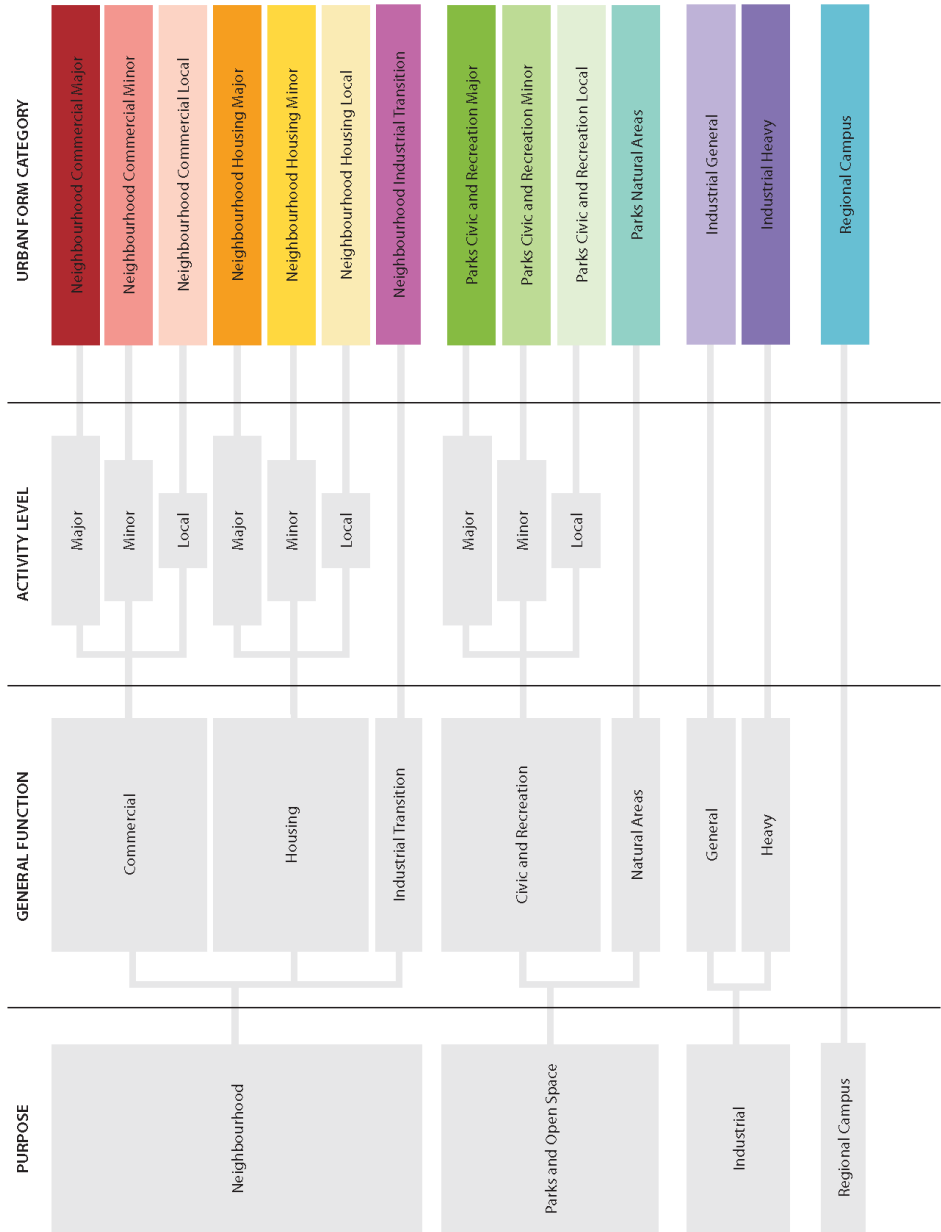 PURPOSE
GENERAL FUNCTION
ACTIVITY LEVEL
URBAN FORM CATEGORY
Neighbourhood
Commercial
Major
Neighbourhood Commercial Major
Minor
Neighbourhood Commercial Minor
Local
Neighbourhood Commercial Local
Housing
Major
Neighbourhood Housing Major
Minor
Neighbourhood Housing Minor
Local
Neighbourhood Housing Local
Industrial Transition
Neighbourhood Industrial Transition
Parks and Open Space
Civic and Recreation
Major
Parks Civic and Recreation Major
Minor
Parks Civic and Recreation Minor
Local
Parks Civic and Recreation Local
Natural Areas
Parks Natural Areas
Industrial
General
Industrial General
Heavy
Industrial Heavy
Regional Campus
Regional Campus